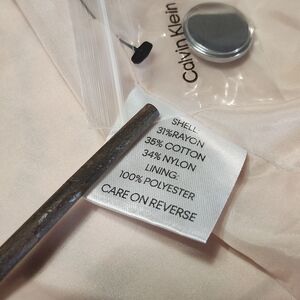 Calvin Klein
SHELL:
31%RAYON
35% COTTON
34% NYLON
LINING:
100% POLYESTER
CARE ON REVERSE